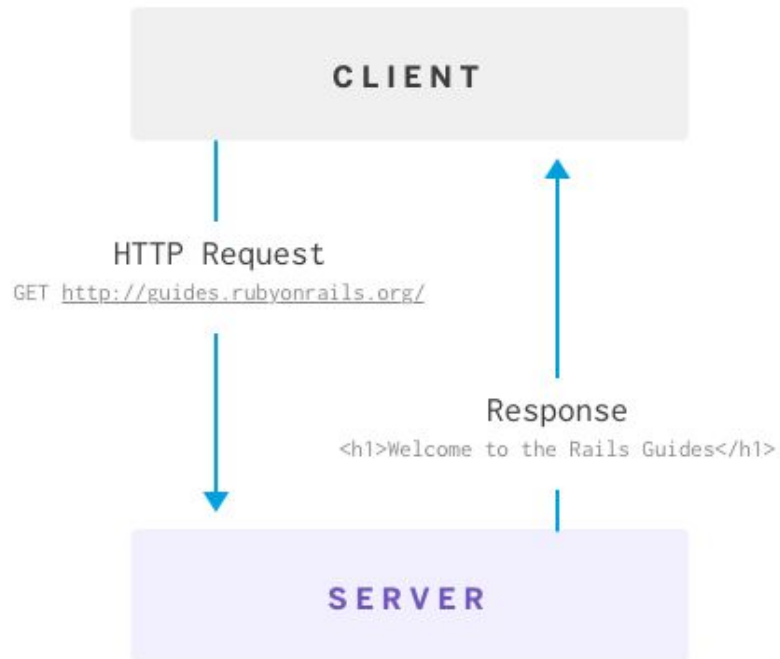 CLIENT
HTTP Request
GET http://guides.rubyonrails.org/
Response
<h1>Welcome to the Rails Guides</h1>
SERVER